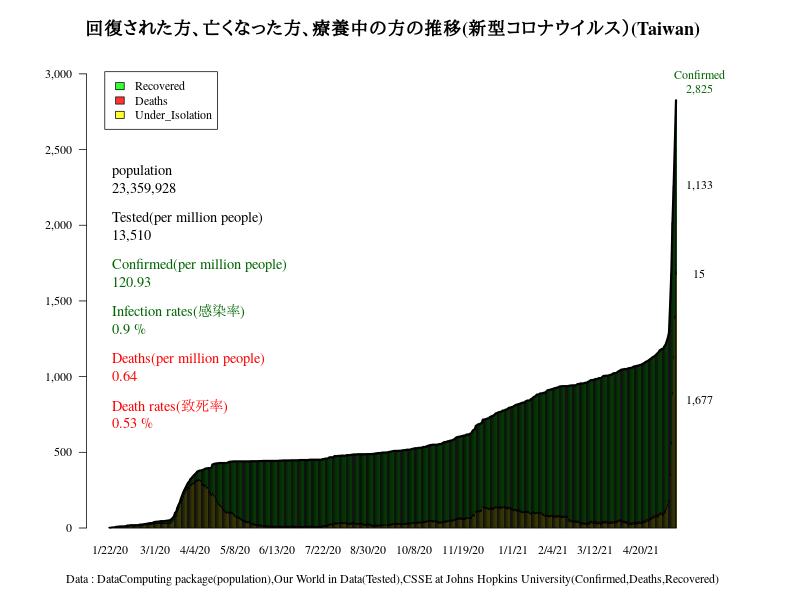 回復された方、亡くなった方、療養中の方の推移(新型コロナウイルス)(Taiwan)
3,000
2,500
2,000
1,500
1,000
500
0
Recovered
Deaths
Under_Isolation
population
23,359,928
Tested(per million people)
13,510
Confirmed(per million people)
120.93
Infection rates(感染率)
0.9 %
Deaths(per million people)
0.64
Death rates(致死率)
0.53 %
Confirmed
2,825
1,133
15
1,677
1/22/20 3/1/20 4/4/20 5/8/20 6/13/20 7/22/20 8/30/20 10/8/20 11/19/20 1/1/21 2/4/21 3/12/21 4/20/21
Data : DataComputing package(population),Our World in Data(Tested),CSSE at Johns Hopkins University(Confirmed,Deaths,Recovered)